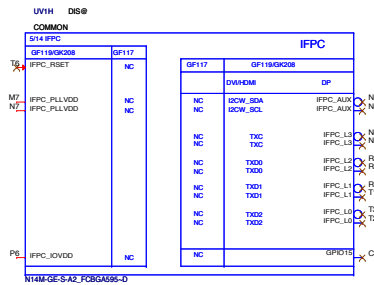 UV1H DIS@
COMMON
5/14 IFPC
IFPC
GF119/GK208 GF117
GF117 GF119/GK208
T6 IFPC_RSET NC
DVI/HDMI DP
M7 IFPC_PLLVDD NC
N7 IFPC_PLLVDD NC
NC I2CW_SDA IFPC_AUX N
NC I2CW_SCL IFPC_AUX N
NC TXC IFPC_L3 N
NC TXC IFPC_L3 N
NC TXD0 IFPC_L2 R
NC TXD0 IFPC_L2 R
NC TXD1 IFPC_L1 R
NC TXD1 IFPC_L1 T
NC TXD2 IFPC_L0 T
NC TXD2 IFPC_L0 T
P6 IFPC_IOVDD NC
NC GPIO15 C
N14M-GE-S-A2_FCBGA595~D